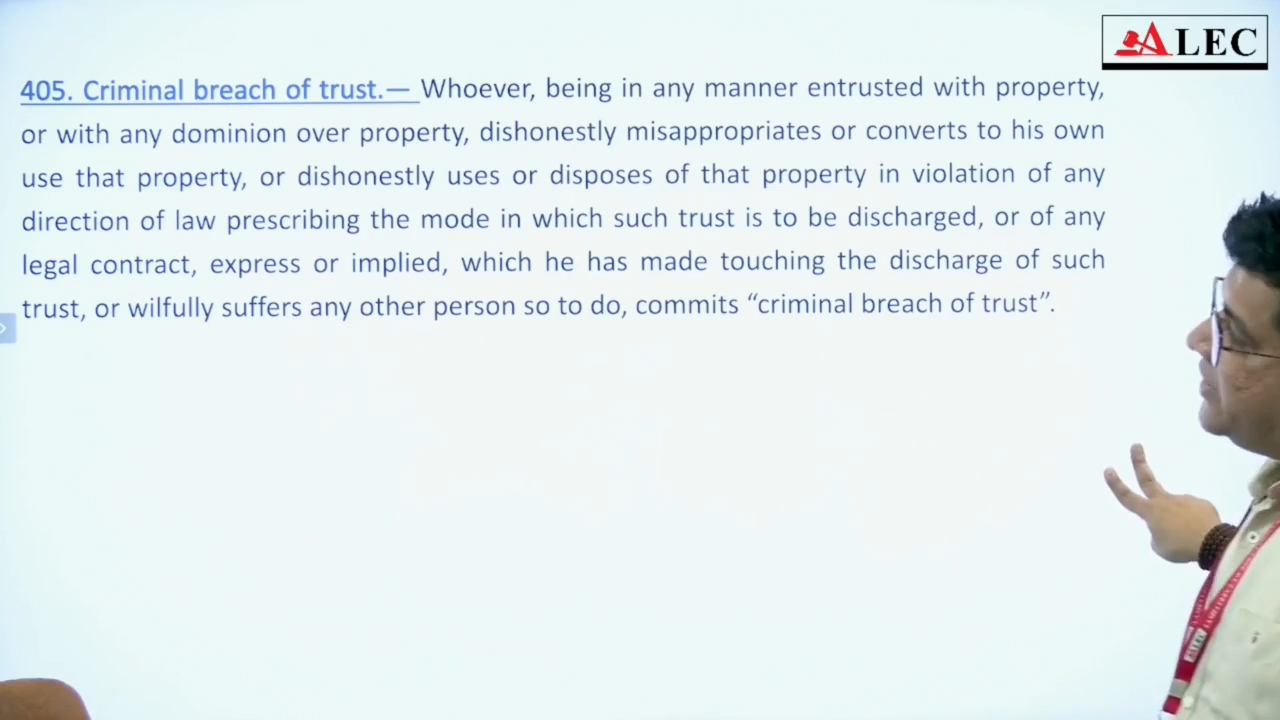 ALEC
405. Criminal breach of trust.— Whoever, being in any manner entrusted with property,
or with any dominion over property, dishonestly misappropriates or converts to his own
use that property, or dishonestly uses or disposes of that property in violation of any
direction of law prescribing the mode in which such trust is to be discharged, or of any
legal contract, express or implied, which he has made touching the discharge of such
trust, or wilfully suffers any other person so to do, commits “criminal breach of trust”.